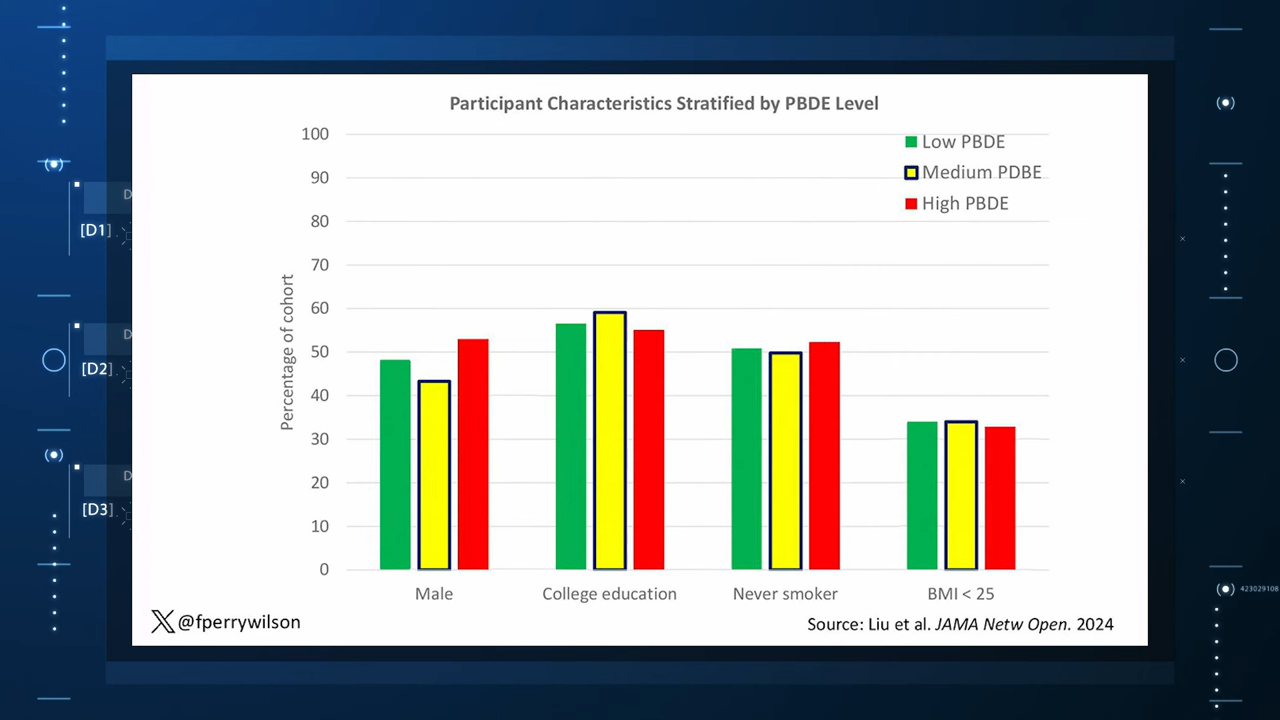 Participant Characteristics Stratified by PBDE Level
100
90
80
70
60
50
40
30
20
10
0
Percentage of cohort
Low PBDE
Medium PDBE
High PBDE
Male
College education
Never smoker
BMI < 25
@fperrywilson
Source: Liu et al. JAMA Netw Open. 2024
D
[D1]
D
[D2]
D
[D3]
423029108